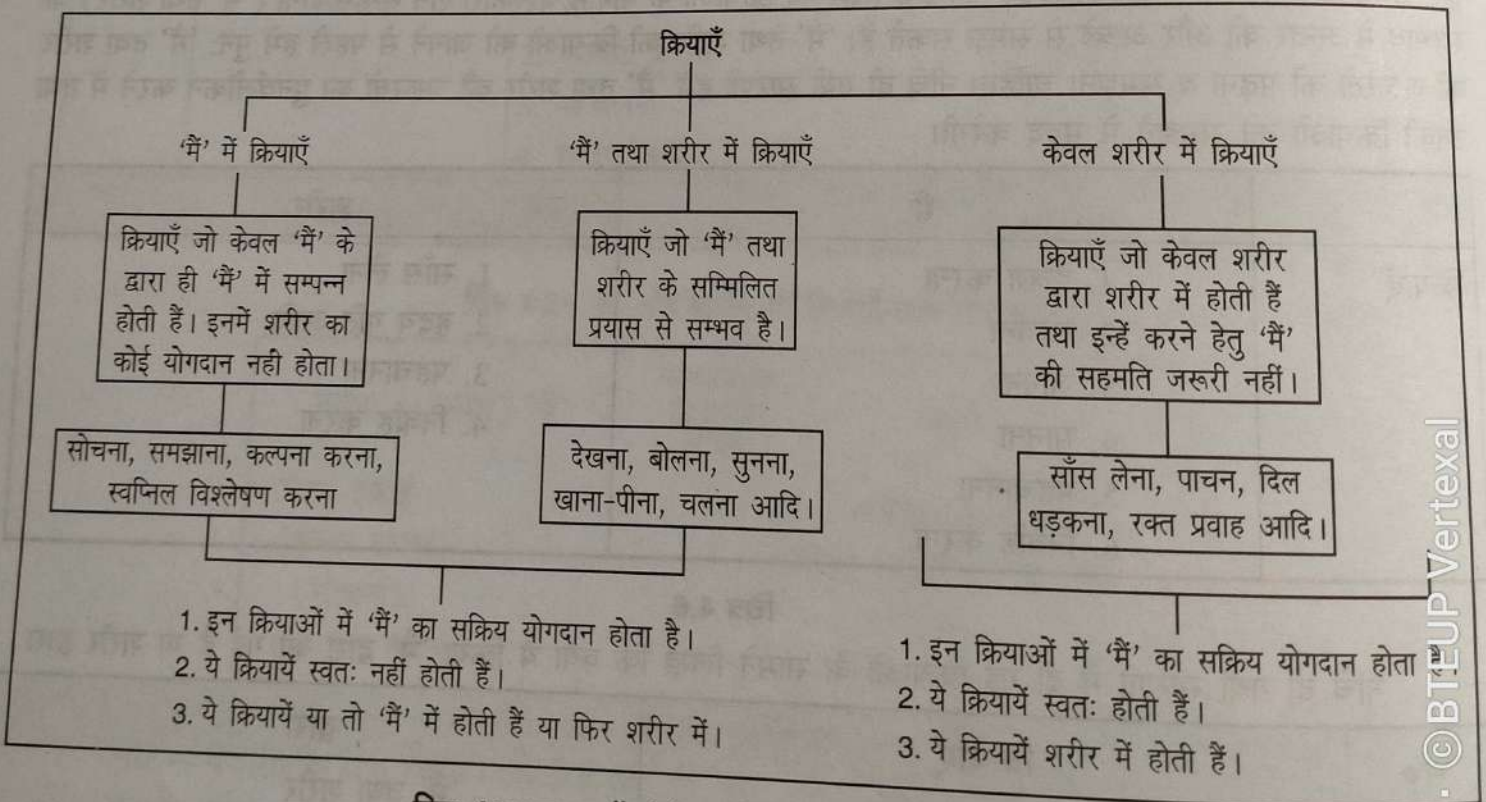 क्रियाएँ
‘मैं’ में क्रियाएँ
‘मैं’ तथा शरीर में क्रियाएँ
केवल शरीर में क्रियाएँ
क्रियाएँ जो केवल ‘मैं’ के
द्वारा ही ‘मैं’ में सम्पन्न
होती हैं। इनमें शरीर का
कोई योगदान नही होता।
क्रियाएँ जो ‘मैं’ तथा
शरीर के सम्मिलित
प्रयास से सम्भव है।
क्रियाएँ जो केवल शरीर
द्वारा शरीर में होती हैं
तथा इन्हें करने हेतु ‘मैं’
की सहमति जरूरी नहीं।
सोचना, समझाना, कल्पना करना,
स्वप्निल विश्लेषण करना
देखना, बोलना, सुनना,
खाना-पीना, चलना आदि।
साँस लेना, पाचन, दिल
धड़कना, रक्त प्रवाह आदि।
1. इन क्रियाओं में ‘मैं’ का सक्रिय योगदान होता है।
2. ये क्रियायें स्वतः नहीं होती हैं।
3. ये क्रियायें या तो ‘मैं’ में होती हैं या फिर शरीर में।
1. इन क्रियाओं में ‘मैं’ का सक्रिय योगदान होता है।
2. ये क्रियायें स्वतः होती हैं।
3. ये क्रियायें शरीर में होती हैं।
© BTEUP Vertexal